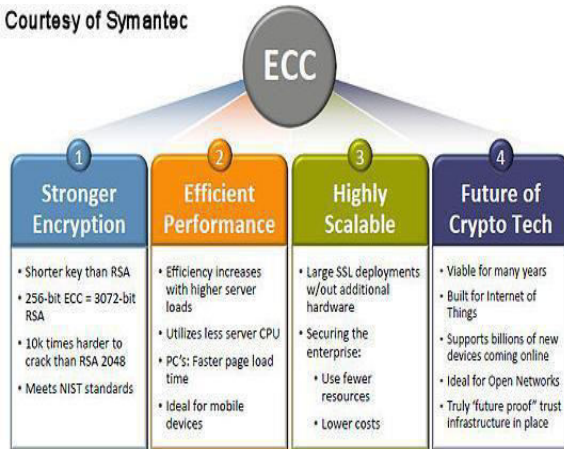 Courtesy of Symantec
ECC
1
Stronger
Encryption
• Shorter key than RSA
• 256-bit ECC = 3072-bit
RSA
• 10k times harder to
crack than RSA 2048
• Meets NIST standards
2
Efficient
Performance
• Efficiency increases
with higher server
loads
• Utilizes less server CPU
• PC's: Faster page load
time
• Ideal for mobile
devices
3
Highly
Scalable
• Large SSL deployments
w/out additional
hardware
• Securing the
enterprise:
• Use fewer
resources
• Lower costs
4
Future of
Crypto Tech
• Viable for many years
• Built for Internet of
Things
• Supports billions of new
devices coming online
• Ideal for Open Networks
• Truly "future proof" trust
infrastructure in place